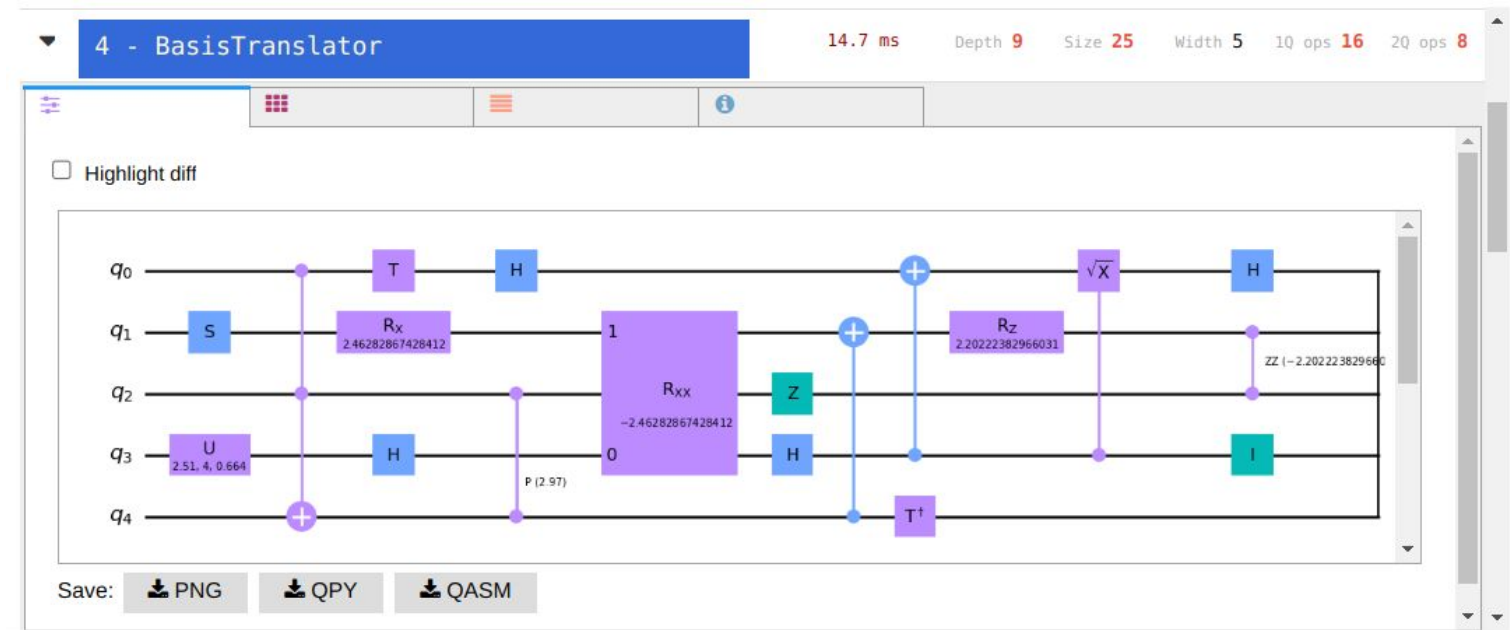 4 - BasisTranslator 14.7 ms Depth 9 Size 25 Width 5 1Q ops 16 2Q ops 8
Highlight diff
q0 T H √X H
q1 S RX 2.46282867428412 1 RZ 2.20222382966031
ZZ (−2.202223829660
q2 RXX Z
−2.46282867428412
q3 U 2.51, 4, 0.664 H 0 H I
P (2.97)
q4 T†
Save: PNG QPY QASM